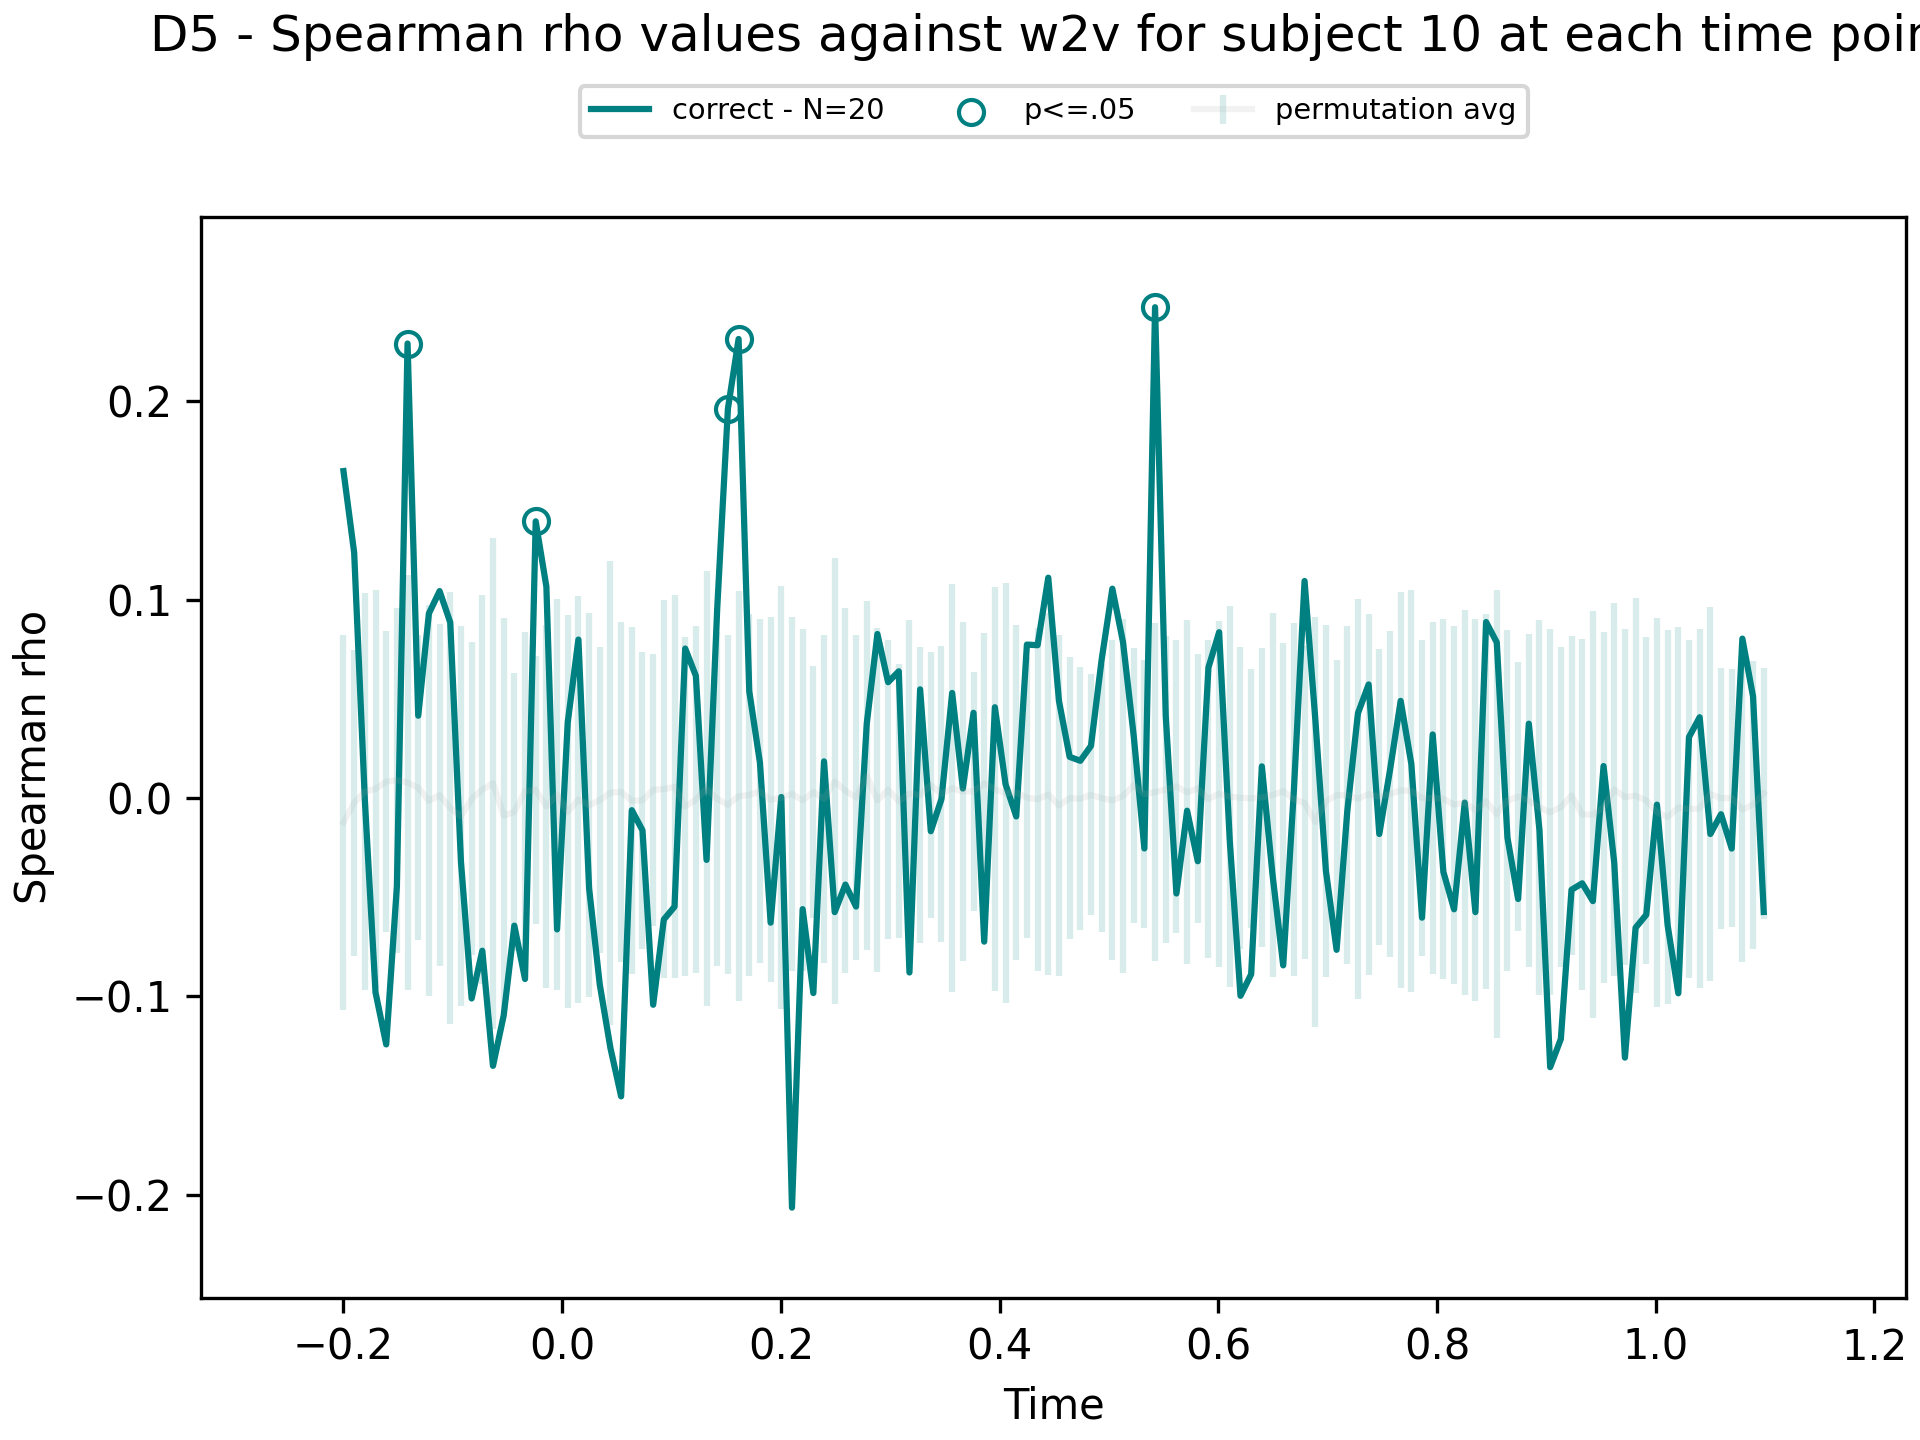 D5 - Spearman rho values against w2v for subject 10 at each time
correct - N=20 p<=.05 permutation avg
Spearman rho
0.2
0.1
0.0
−0.1
−0.2
−0.2 0.0 0.2 0.4 0.6 0.8 1.0 1.2
Time